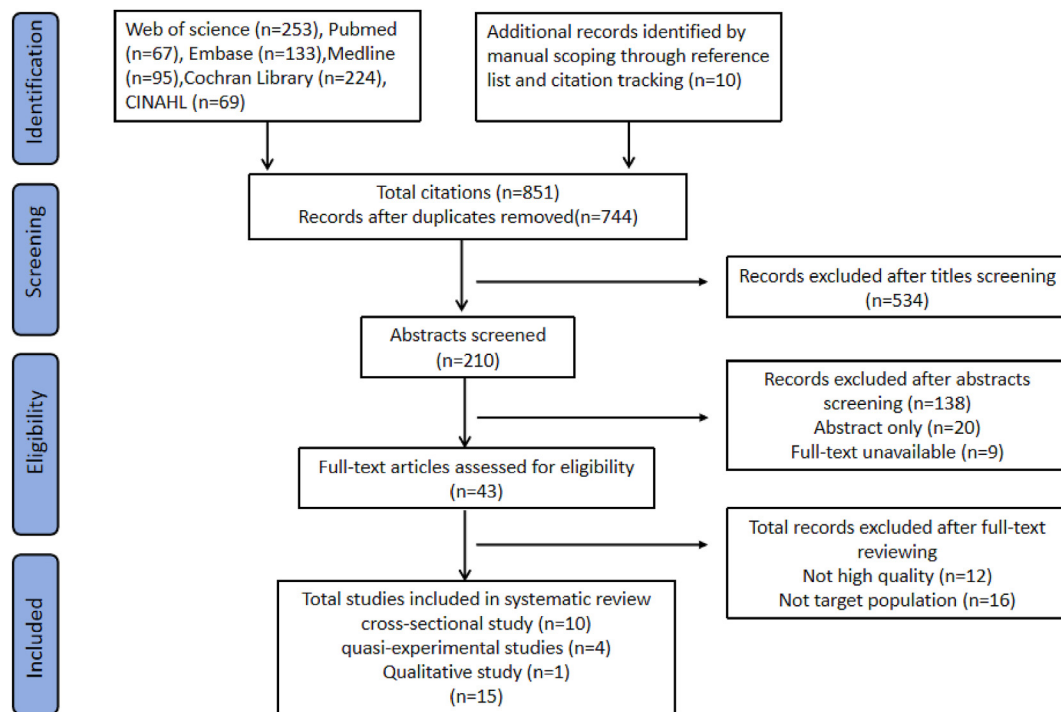 Identification
Web of science (n=253), Pubmed
(n=67), Embase (n=133),Medline
(n=95),Cochran Library (n=224),
CINAHL (n=69)
Additional records identified by
manual scoping through reference
list and citation tracking (n=10)
Screening
Total citations (n=851)
Records after duplicates removed(n=744)
Records excluded after titles screening
(n=534)
Abstracts screened
(n=210)
Eligibility
Records excluded after abstracts
screening (n=138)
Abstract only (n=20)
Full-text unavailable (n=9)
Full-text articles assessed for eligibility
(n=43)
Total records excluded after full-text
reviewing
Not high quality (n=12)
Not target population (n=16)
Included
Total studies included in systematic review
cross-sectional study (n=10)
quasi-experimental studies (n=4)
Qualitative study (n=1)
(n=15)